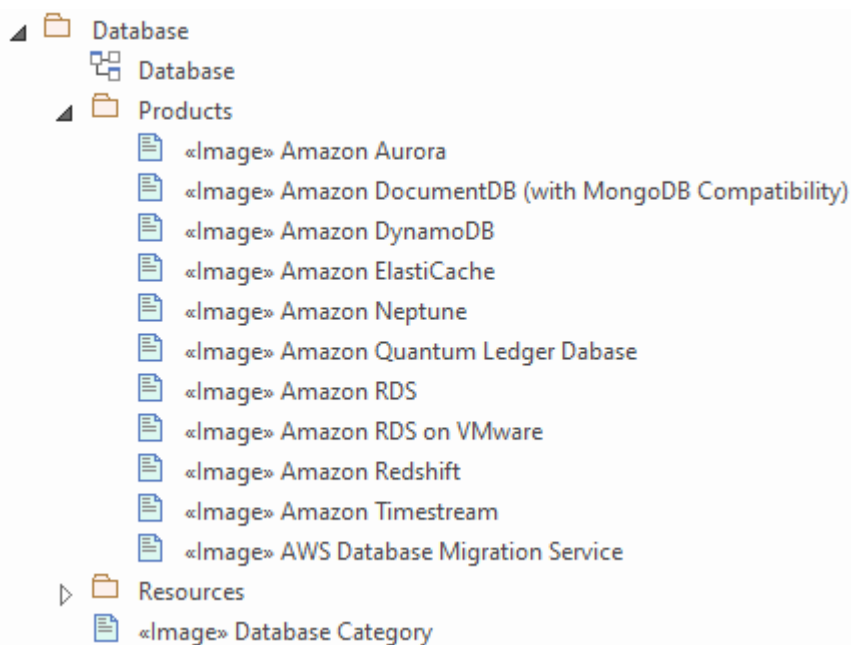 Database
Database
Products
«Image» Amazon Aurora
«Image» Amazon DocumentDB (with MongoDB Compatibility)
«Image» Amazon DynamoDB
«Image» Amazon ElastiCache
«Image» Amazon Neptune
«Image» Amazon Quantum Ledger Dabase
«Image» Amazon RDS
«Image» Amazon RDS on VMware
«Image» Amazon Redshift
«Image» Amazon Timestream
«Image» AWS Database Migration Service
Resources
«Image» Database Category